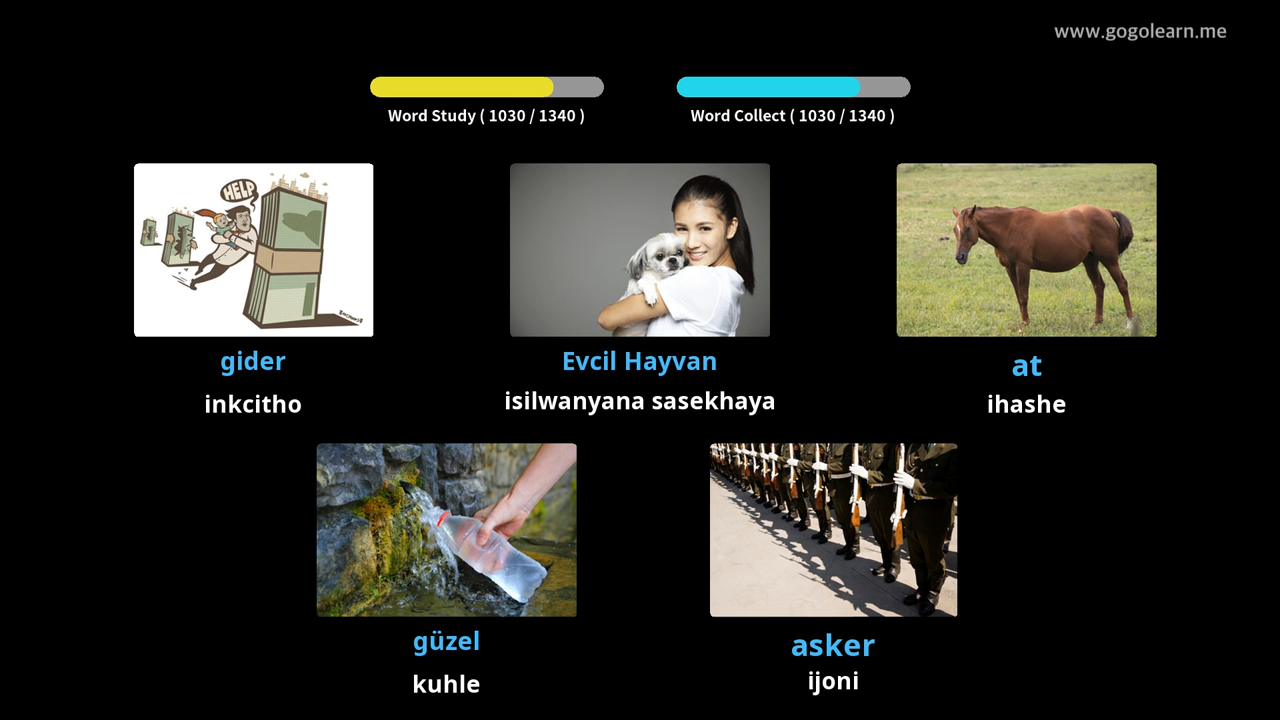 www.gogolearn.me
Word Study ( 1030 / 1340 )
Word Collect ( 1030 / 1340 )
HELP
gider
Evcil Hayvan
at
inkcitho
isilwanyana sasekhaya
ihashe
güzel
asker
kuhle
ijoni